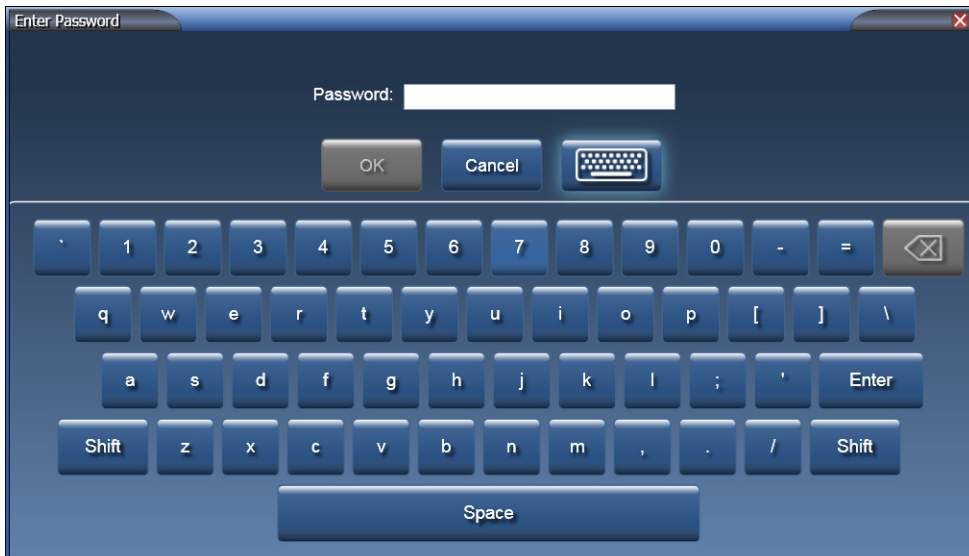 Enter Password
Password:
OK Cancel
` 1 2 3 4 5 6 7 8 9 0 - =
q w e r t y u i o p [ ] \
a s d f g h j k l ; ' Enter
Shift z x c v b n m , . / Shift
Space